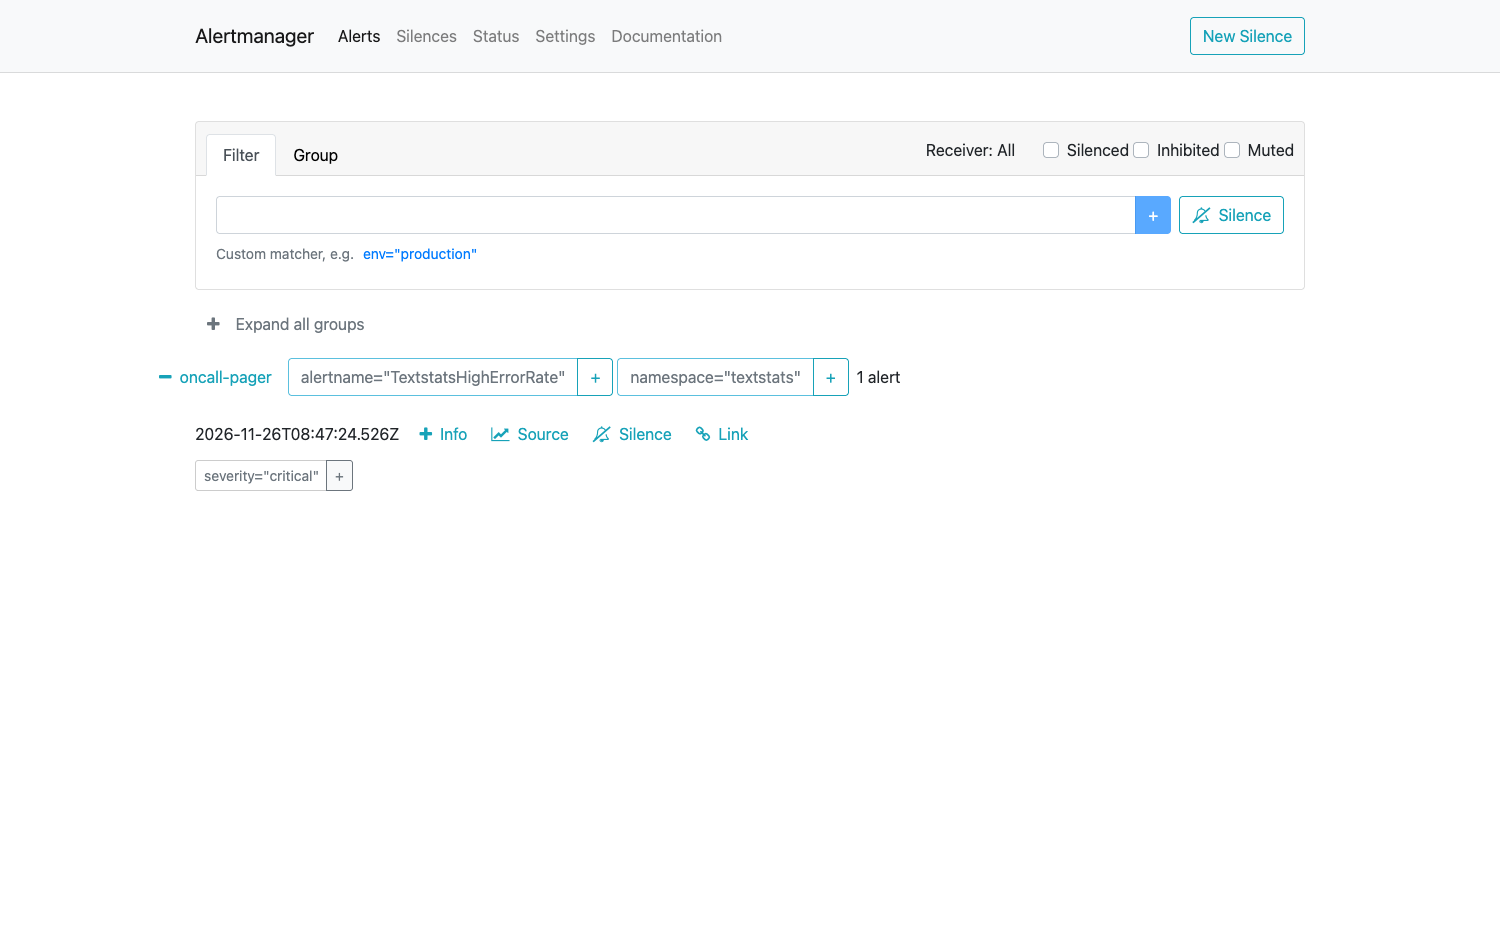 Alertmanager Alerts Silences Status Settings Documentation New Silence
Filter Group Receiver: All Silenced Inhibited Muted
+ Silence
Custom matcher, e.g. env="production"
+ Expand all groups
− oncall-pager alertname="TextstatsHighErrorRate" + namespace="textstats" + 1 alert
2026-11-26T08:47:24.526Z + Info Source Silence Link
severity="critical" +